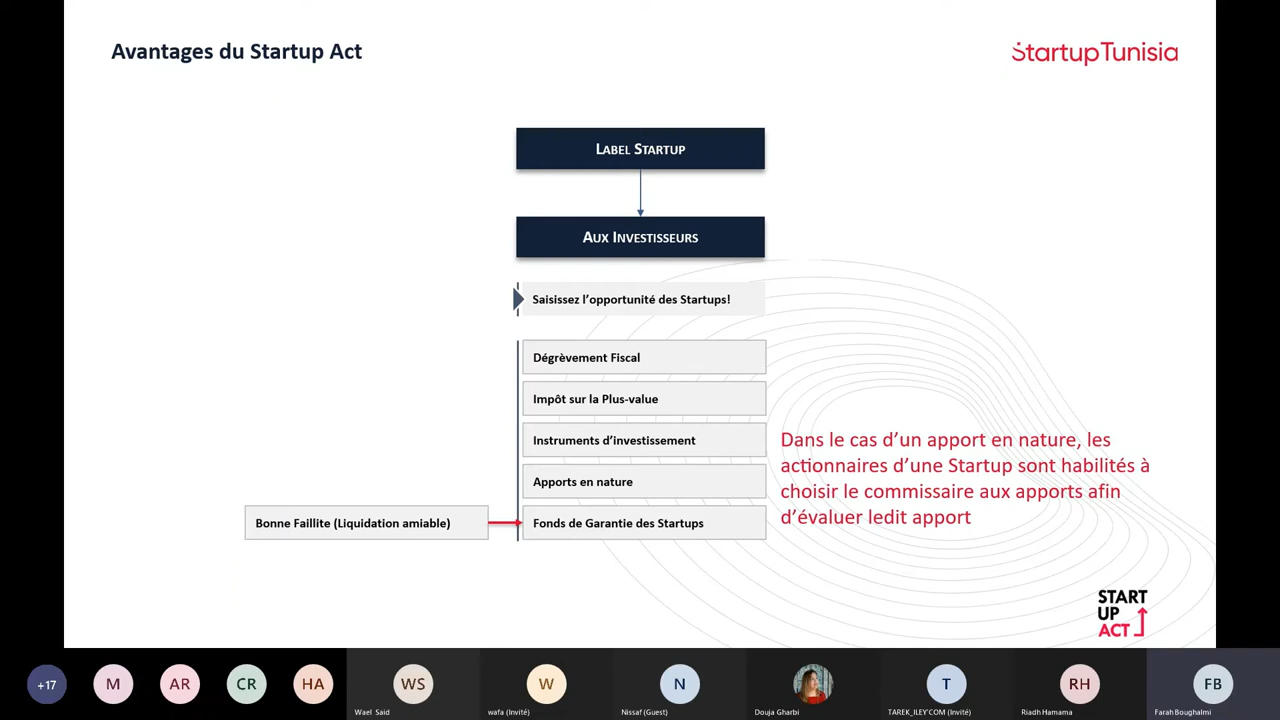 Avantages du Startup Act
StartupTunisia
LABEL STARTUP
AUX INVESTISSEURS
Saisissez l’opportunité des Startups!
Dégrèvement Fiscal
Impôt sur la Plus-value
Instruments d’investissement
Apports en nature
Bonne Faillite (Liquidation amiable)
Fonds de Garantie des Startups
Dans le cas d’un apport en nature, les
actionnaires d’une Startup sont habilités à
choisir le commissaire aux apports afin
d’évaluer ledit apport
START
UP
ACT
+17
M
AR
CR
HA
WS
W
N
T
RH
FB
Wael Said
wafa (Invité)
Nissaf (Guest)
Douja Gharbi
TAREK_ILEY'COM (Invité)
Riadh Hamama
Farah Boughalmi